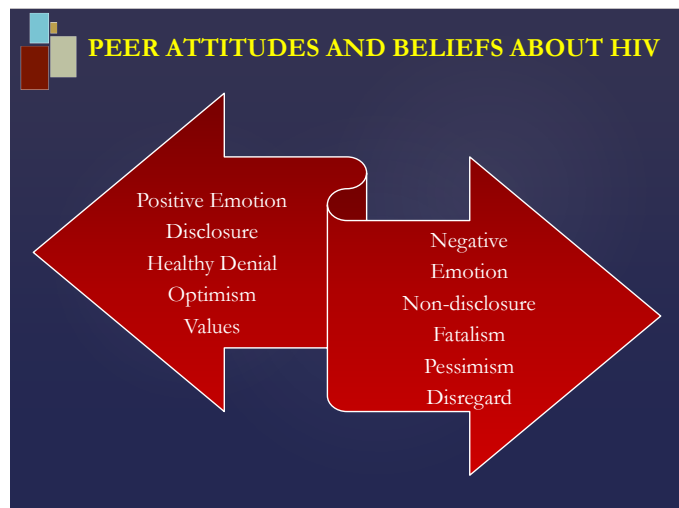 PEER ATTITUDES AND BELIEFS ABOUT HIV
Positive Emotion
Disclosure
Healthy Denial
Optimism
Values
Negative
Emotion
Non-disclosure
Fatalism
Pessimism
Disregard